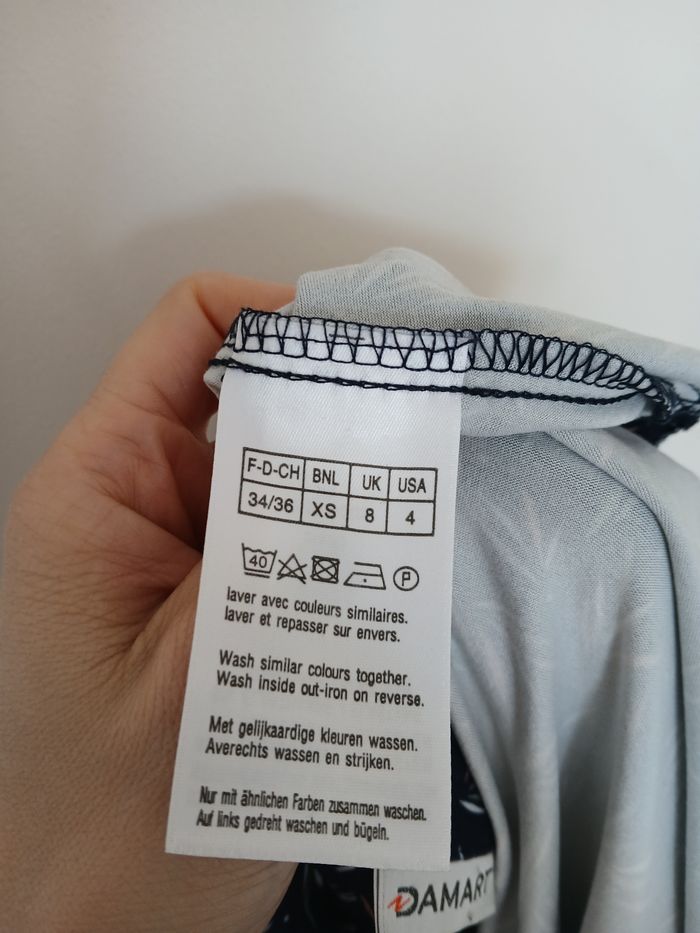 F-D-CH BNL UK USA
34/36 XS 8 4
40 P
laver avec couleurs similaires.
laver et repasser sur envers.
Wash similar colours together.
Wash inside out-iron on reverse.
Met gelijkaardige kleuren wassen.
Averechts wassen en strijken.
Nur mit ähnlichen Farben zusammen waschen.
Auf links gedreht waschen und bügeln.
DAMART